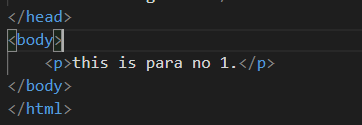 </head>
<body>
<p>this is para no 1.</p>
</body>
</html>